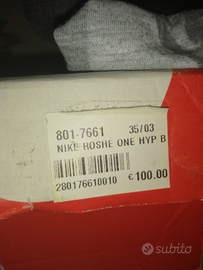 801-7661 35/03
NIKE ROSHE ONE HYP B
280176610010 € 100.00
subito